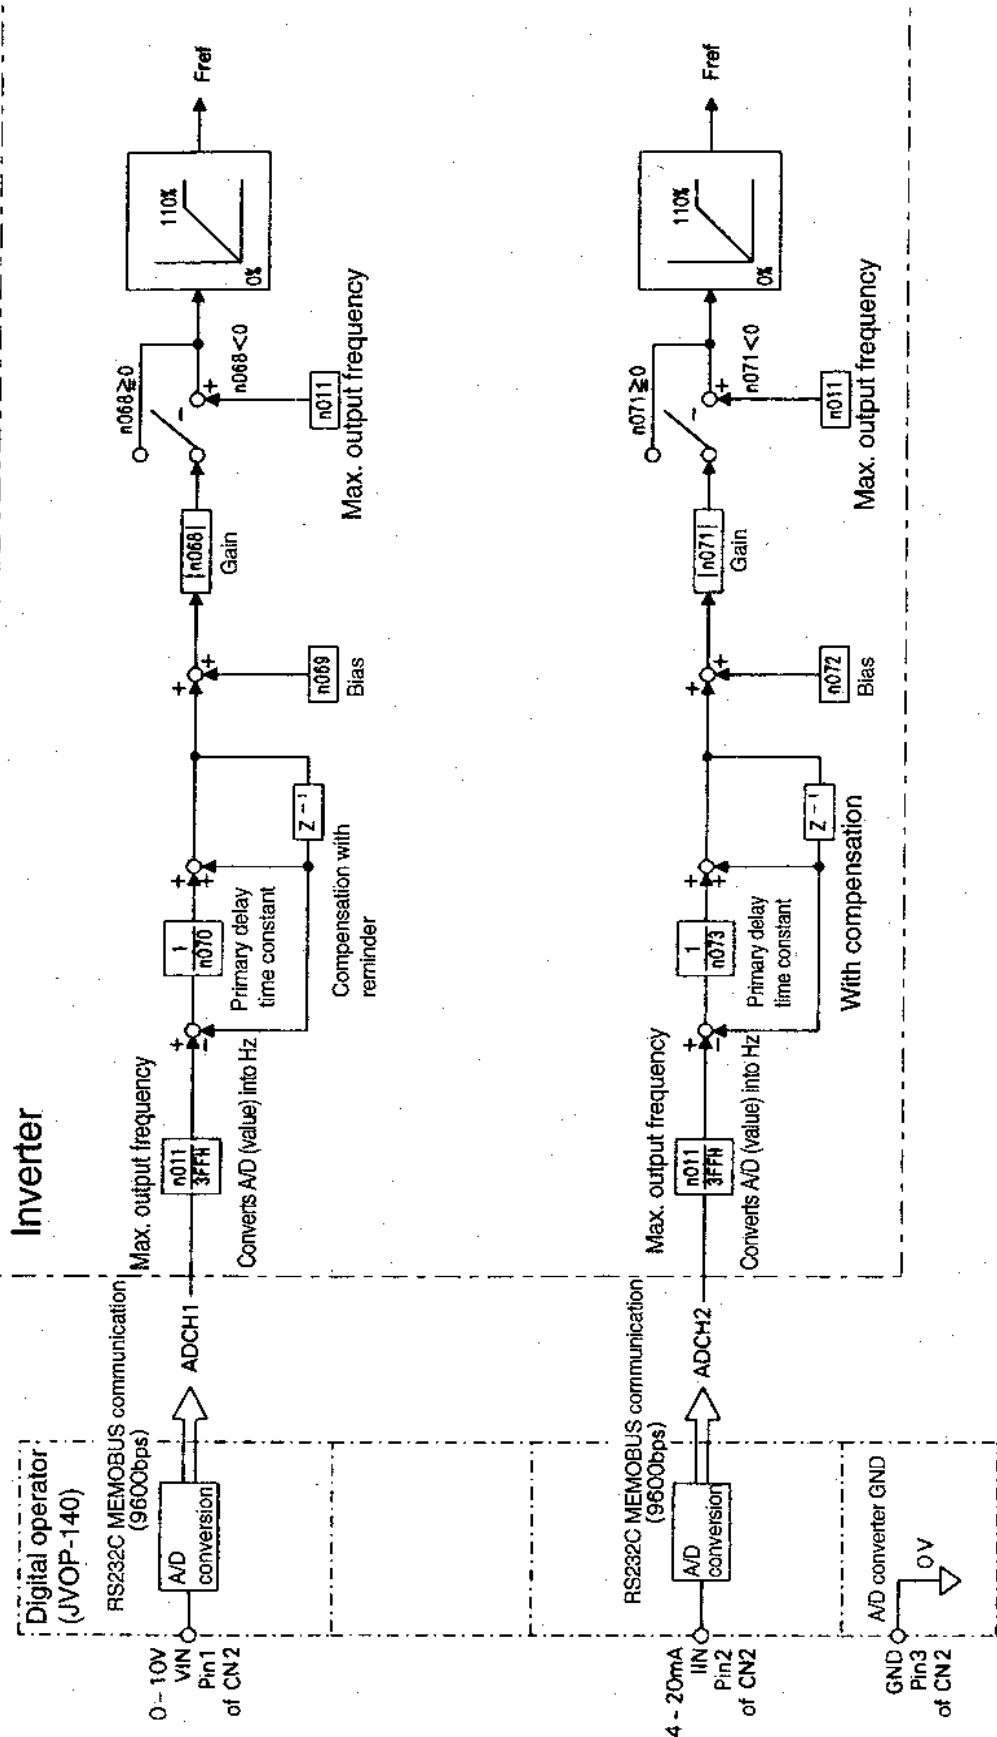 Inverter
Digital operator
(JVOP-140)
0-10V
VIN
Pin1
of CN2
A/D
conversion
RS232C MEMOBUS communication
(9600bps)
ADCH1
Max. output frequency
n011
3FFH
Converts A/D (value) into Hz
+
-
1
n070
Primary delay
time constant
+
+
Z-1
Compensation with
reminder
+
+
n069
Bias
|n068|
Gain
n068≧0
-
+
n068<0
n011
Max. output frequency
110%
0%
Fref
4-20mA
IIN
Pin2
of CN2
A/D
conversion
RS232C MEMOBUS communication
(9600bps)
ADCH2
Max. output frequency
n011
3FFH
Converts A/D (value) into Hz
+
-
1
n073
Primary delay
time constant
+
+
Z-1
With compensation
+
+
n072
Bias
|n071|
Gain
n071≧0
-
+
n071<0
n011
Max. output frequency
110%
0%
Fref
GND
Pin3
of CN2
A/D converter GND
0V